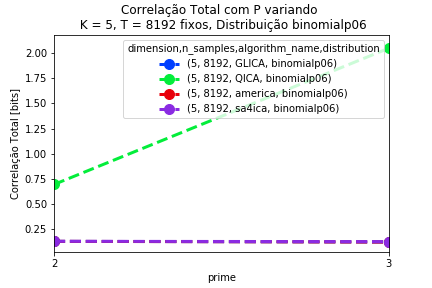 Correlação Total com P variando
K = 5, T = 8192 fixos, Distribuição binomialp06
dimension,n_samples,algorithm_name,distribution
(5, 8192, GLICA, binomialp06)
(5, 8192, QICA, binomialp06)
(5, 8192, america, binomialp06)
(5, 8192, sa4ica, binomialp06)
Correlação Total [bits]
2.00
1.75
1.50
1.25
1.00
0.75
0.50
0.25
2
3
prime